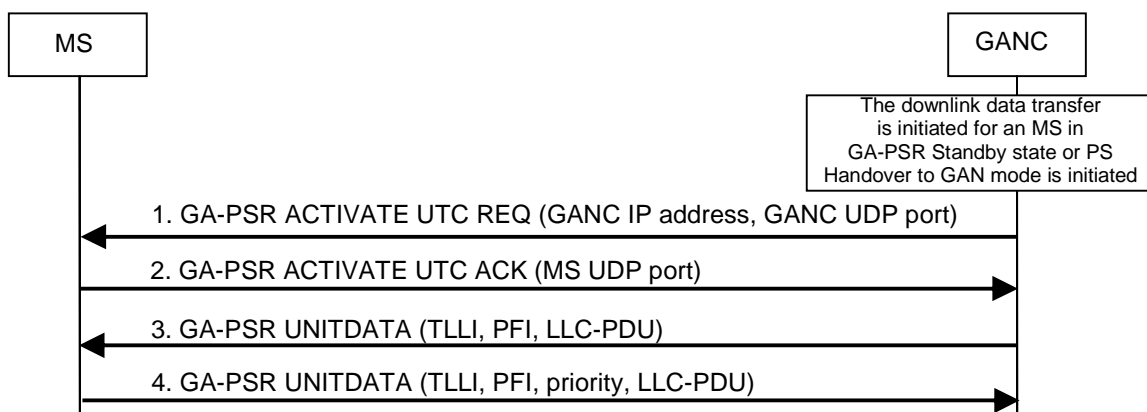 MS
GANC
The downlink data transfer
is initiated for an MS in
GA-PSR Standby state or PS
Handover to GAN mode is initiated
1. GA-PSR ACTIVATE UTC REQ (GANC IP address, GANC UDP port)
2. GA-PSR ACTIVATE UTC ACK (MS UDP port)
3. GA-PSR UNITDATA (TLLI, PFI, LLC-PDU)
4. GA-PSR UNITDATA (TLLI, PFI, priority, LLC-PDU)